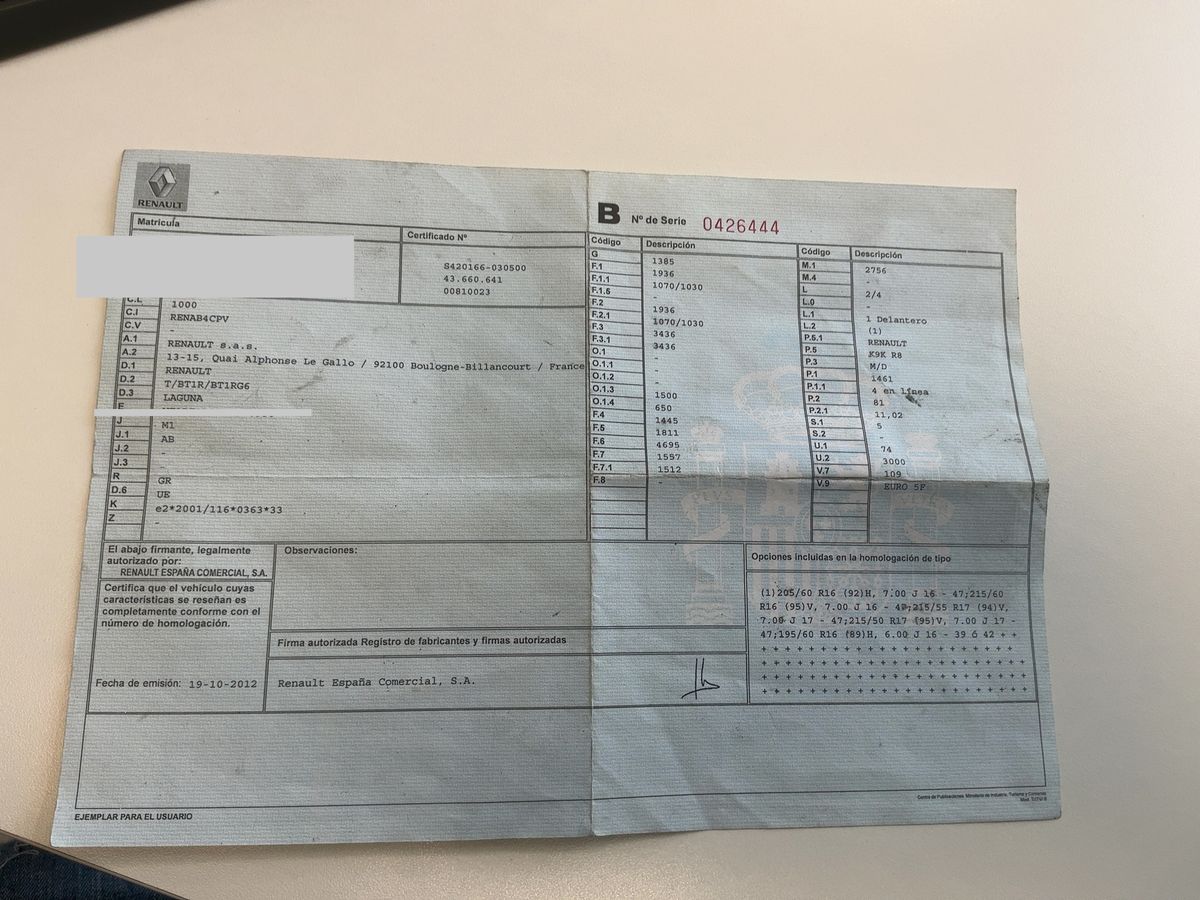 RENAULT
Matrícula
Certificado Nº
S420166-030500
43.660.641
00810023
C.L 1000
C.I RENAB4CPV
C.V -
A.1 RENAULT s.a.s.
A.2 13-15, Quai Alphonse Le Gallo / 92100 Boulogne-Billancourt / France
D.1 RENAULT
D.2 T/BT1R/BT1RG6
D.3 LAGUNA
E
J M1
J.1 AB
J.2 -
J.3 -
R GR
D.6 UE
K e2*2001/116*0363*33
Z -
B Nº de Serie 0426444
Código Descripción
G 1385
F.1 1936
F.1.1 1070/1030
F.1.5 -
F.2 1936
F.2.1 1070/1030
F.3 3436
F.3.1 3436
O.1 -
O.1.1 -
O.1.2 -
O.1.3 1500
O.1.4 650
F.4 1445
F.5 1811
F.6 4695
F.7 1557
F.7.1 1512
F.8 -
Código Descripción
M.1 2756
M.4 -
L 2/4
L.0 -
L.1 1 Delantero
L.2 (1)
P.5.1 RENAULT
P.5 K9K R8
P.3 M/D
P.1 1461
P.1.1 4 en línea
P.2 81
P.2.1 11,02
S.1 5
S.2 -
U.1 74
U.2 3000
V.7 109
V.9 EURO 5F
El abajo firmante, legalmente
autorizado por:
RENAULT ESPAÑA COMERCIAL, S.A.
Certifica que el vehículo cuyas
características se reseñan es
completamente conforme con el
número de homologación.
Fecha de emisión: 19-10-2012
Observaciones:
Firma autorizada Registro de fabricantes y firmas autorizadas
Renault España Comercial, S.A.
Opciones incluidas en la homologación de tipo
(1)205/60 R16 (92)H, 7.00 J 16 - 47;215/60
R16 (95)V, 7.00 J 16 - 47;215/55 R17 (94)V,
7.00 J 17 - 47;215/50 R17 (95)V, 7.00 J 17 -
47;195/60 R16 (89)H, 6.00 J 16 - 39 ó 42 + +
+ + + + + + + + + + + + + + + + + + + + + +
+ + + + + + + + + + + + + + + + + + + + + +
+ + + + + + + + + + + + + + + + + + + + + +
+ + + + + + + + + + + + + + + + + + + + + +
EJEMPLAR PARA EL USUARIO
Centro de Publicaciones. Ministerio de Industria, Turismo y Comercio